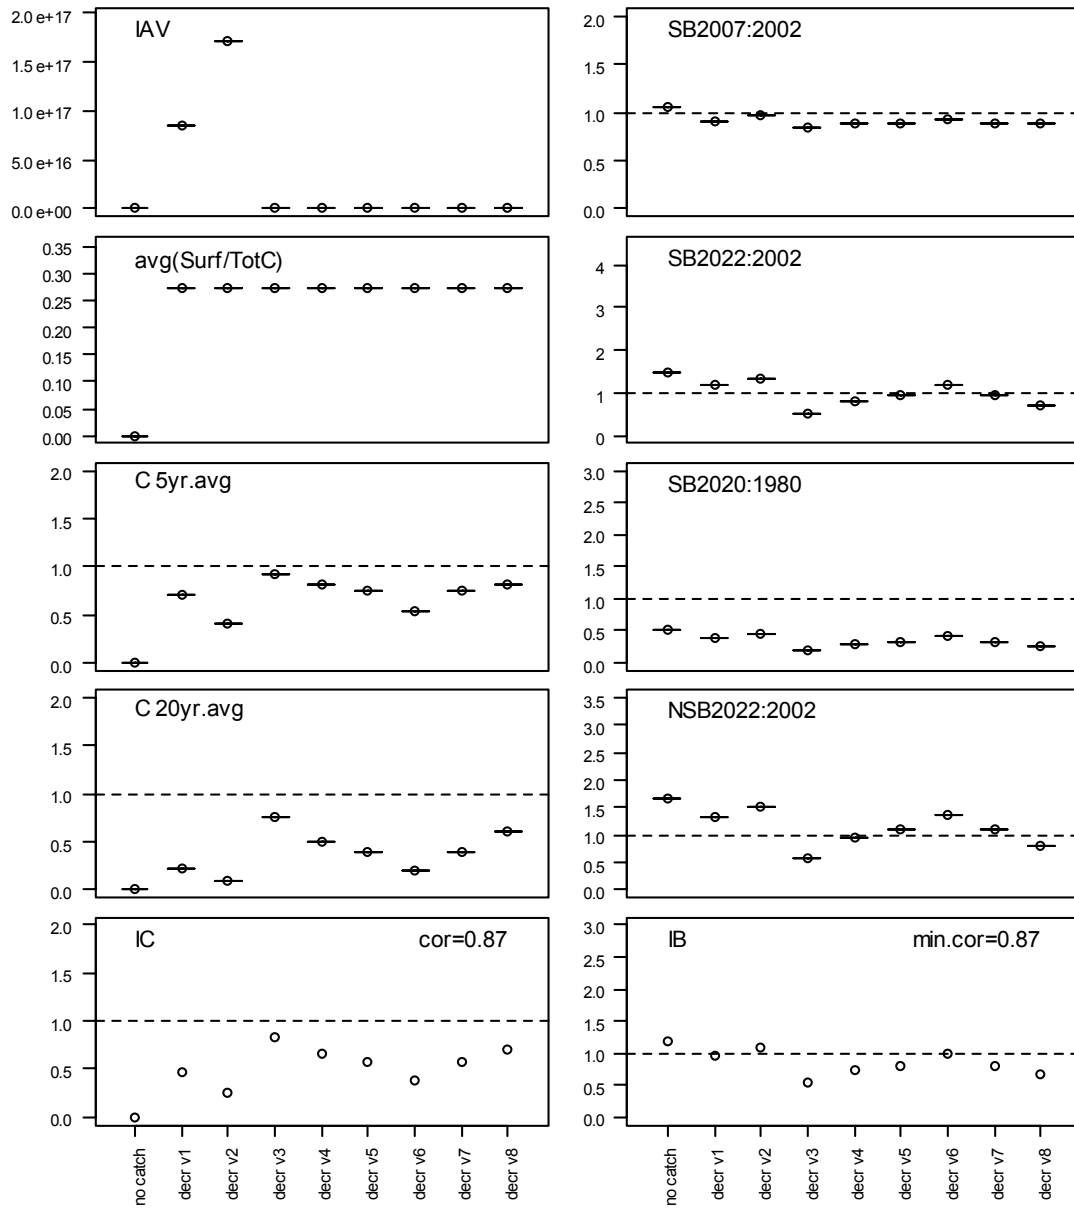 IAV
2.0 e+17
1.5 e+17
1.0 e+17
5.0 e+16
0.0 e+00
SB2007:2002
2.0
1.5
1.0
0.5
0.0
avg(Surf/TotC)
0.35
0.30
0.25
0.20
0.15
0.10
0.05
0.00
SB2022:2002
4
3
2
1
0
C 5yr.avg
2.0
1.5
1.0
0.5
0.0
SB2020:1980
3.0
2.5
2.0
1.5
1.0
0.5
0.0
C 20yr.avg
2.0
1.5
1.0
0.5
0.0
NSB2022:2002
3.5
3.0
2.5
2.0
1.5
1.0
0.5
0.0
IC cor=0.87
2.0
1.5
1.0
0.5
0.0
no catch
decr v1
decr v2
decr v3
decr v4
decr v5
decr v6
decr v7
decr v8
IB min.cor=0.87
3.0
2.5
2.0
1.5
1.0
0.5
0.0
no catch
decr v1
decr v2
decr v3
decr v4
decr v5
decr v6
decr v7
decr v8